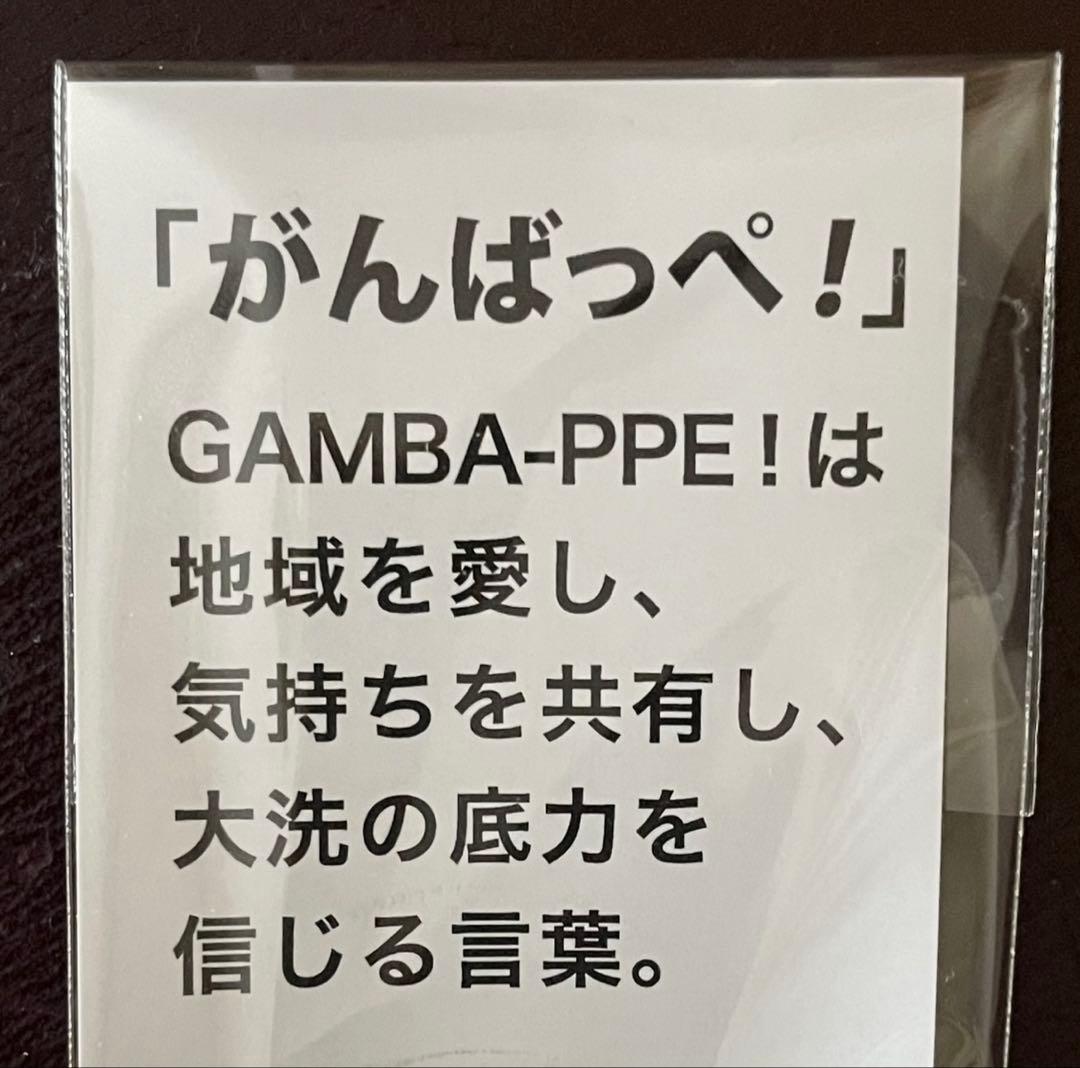 「がんばっぺ!」
GAMBA-PPE!は
地域を愛し、
気持ちを共有し、
大洗の底力を
信じる言葉。